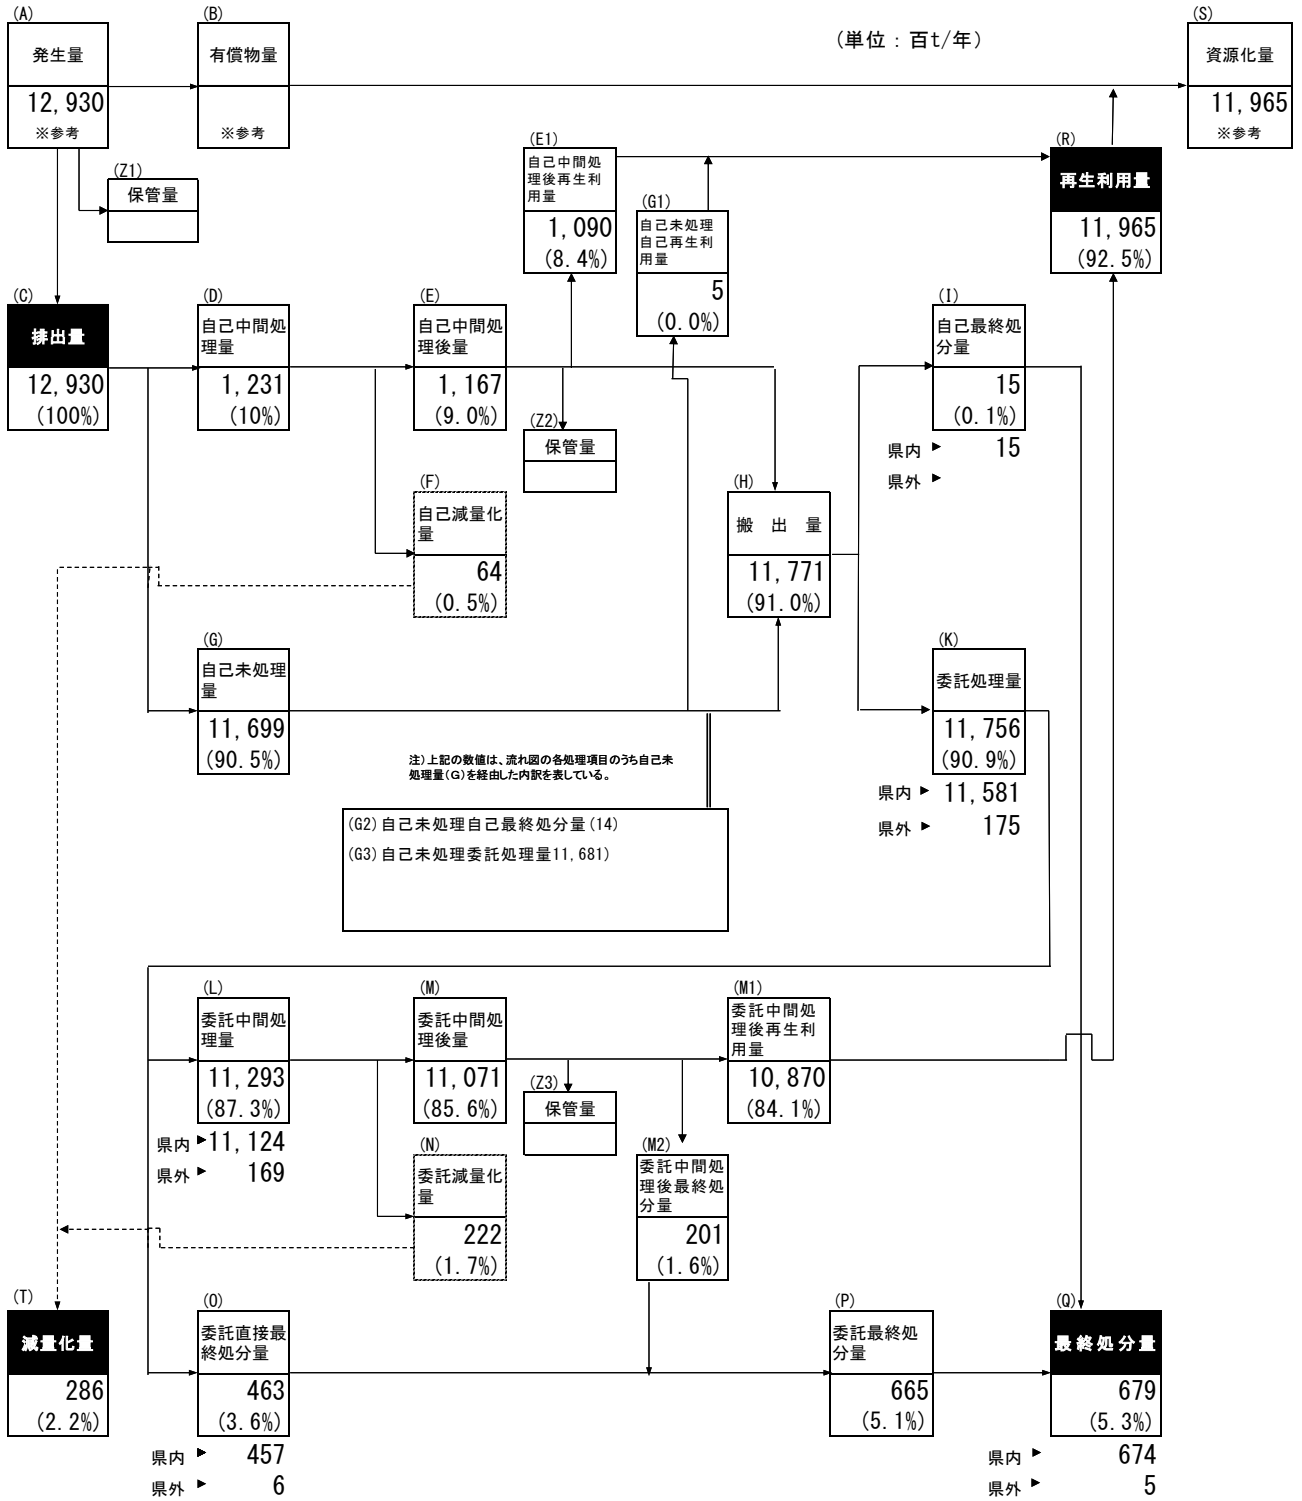 (A)
発生量
12,930
※参考
(B)
有償物量
※参考
(単位：百t/年)
(S)
資源化量
11,965
※参考
(Z1)
保管量
(E1)
自己中間処
理後再生利
用量
1,090
(8.4%)
(G1)
自己未処理
自己再生利
用量
5
(0.0%)
(R)
再生利用量
11,965
(92.5%)
(C)
排出量
12,930
(100%)
(D)
自己中間処
理量
1,231
(10%)
(E)
自己中間処
理後量
1,167
(9.0%)
(Z2)
保管量
(I)
自己最終処
分量
15
(0.1%)
県内 ▶ 15
県外 ▶
(F)
自己減量化
量
64
(0.5%)
(H)
搬 出 量
11,771
(91.0%)
(G)
自己未処理
量
11,699
(90.5%)
(K)
委託処理量
11,756
(90.9%)
県内 ▶ 11,581
県外 ▶ 175
注)上記の数値は、流れ図の各処理項目のうち自己未
処理量(G)を経由した内訳を表している。
(G2)自己未処理自己最終処分量(14)
(G3)自己未処理委託処理量11,681)
(L)
委託中間処
理量
11,293
(87.3%)
県内 ▶ 11,124
県外 ▶ 169
(M)
委託中間処
理後量
11,071
(85.6%)
(Z3)
保管量
(M1)
委託中間処
理後再生利
用量
10,870
(84.1%)
(N)
委託減量化
量
222
(1.7%)
(M2)
委託中間処
理後最終処
分量
201
(1.6%)
(T)
減量化量
286
(2.2%)
(O)
委託直接最
終処分量
463
(3.6%)
県内 ▶ 457
県外 ▶ 6
(P)
委託最終処
分量
665
(5.1%)
(Q)
最終処分量
679
(5.3%)
県内 ▶ 674
県外 ▶ 5